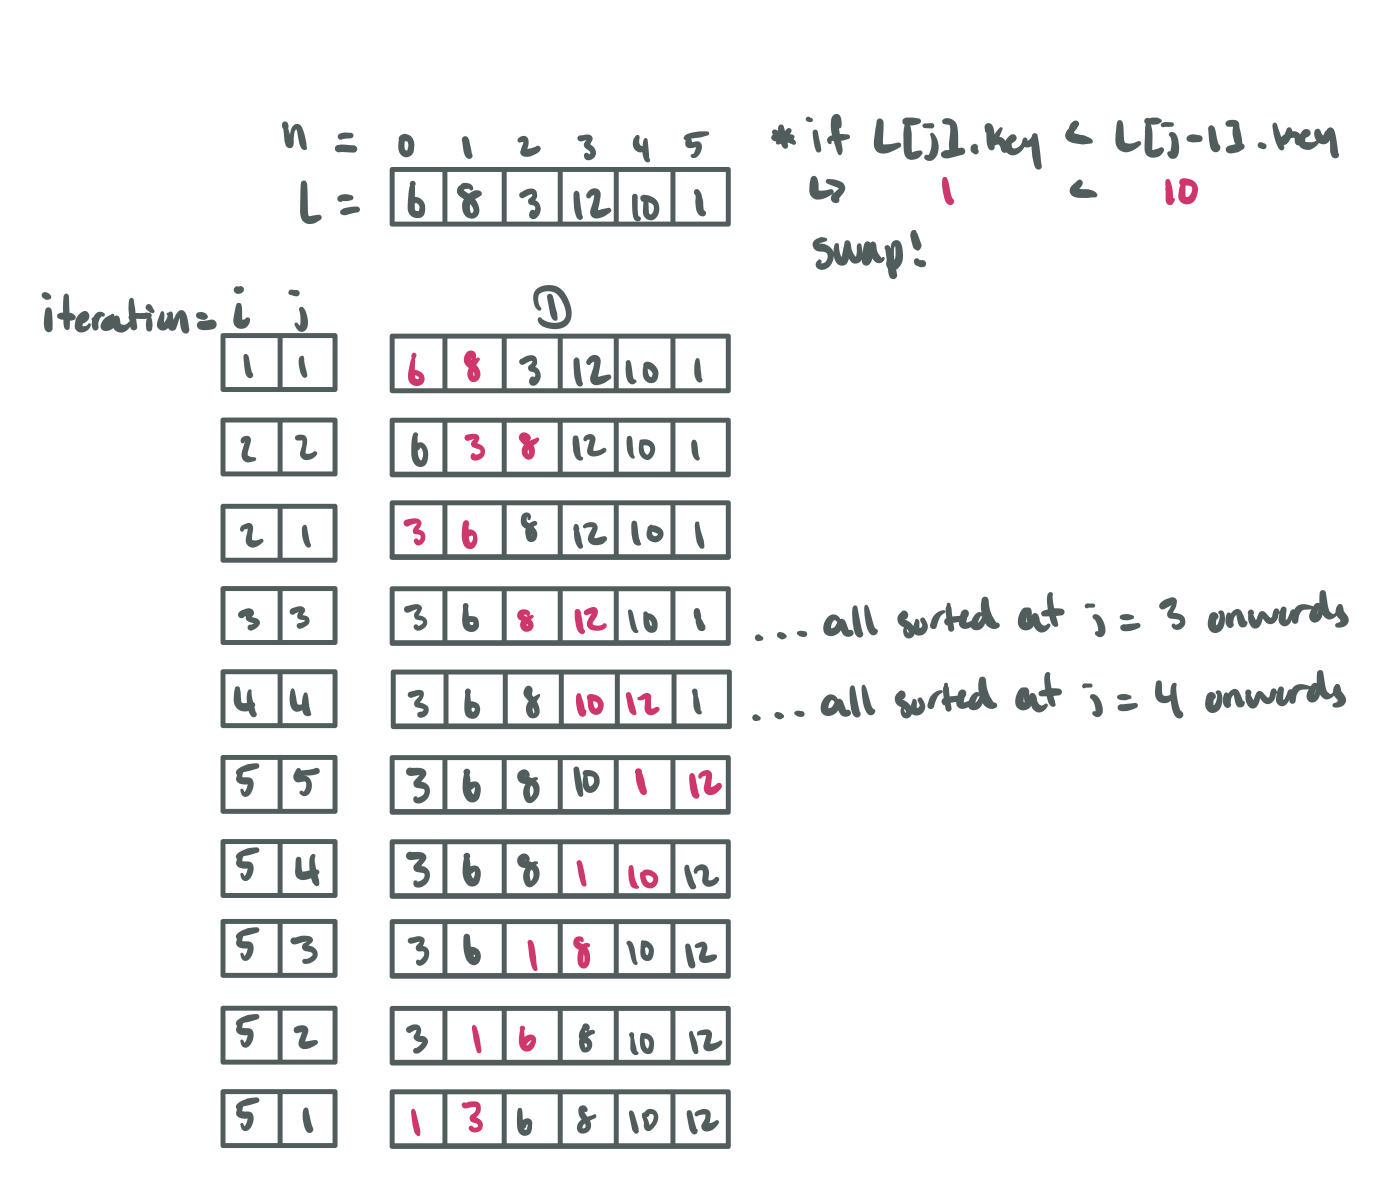 n = 0 1 2 3 4 5
L = 6 8 3 12 10 1
* if L[j].key < L[j-1].key
↳ 1 < 10
swap!
iteration = i j ①
1 1 6 8 3 12 10 1
2 2 6 3 8 12 10 1
2 1 3 6 8 12 10 1
3 3 3 6 8 12 10 1 ... all sorted at j = 3 onwards
4 4 3 6 8 10 12 1 ... all sorted at j = 4 onwards
5 5 3 6 8 10 1 12
5 4 3 6 8 1 10 12
5 3 3 6 1 8 10 12
5 2 3 1 6 8 10 12
5 1 1 3 6 8 10 12